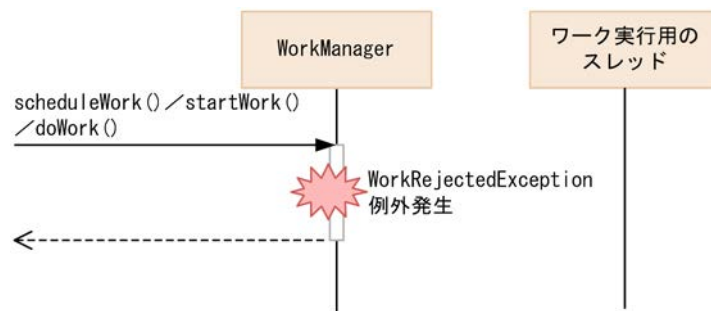 WorkManager
ワーク実行用の
スレッド
scheduleWork()／startWork()
／doWork()
WorkRejectedException
例外発生